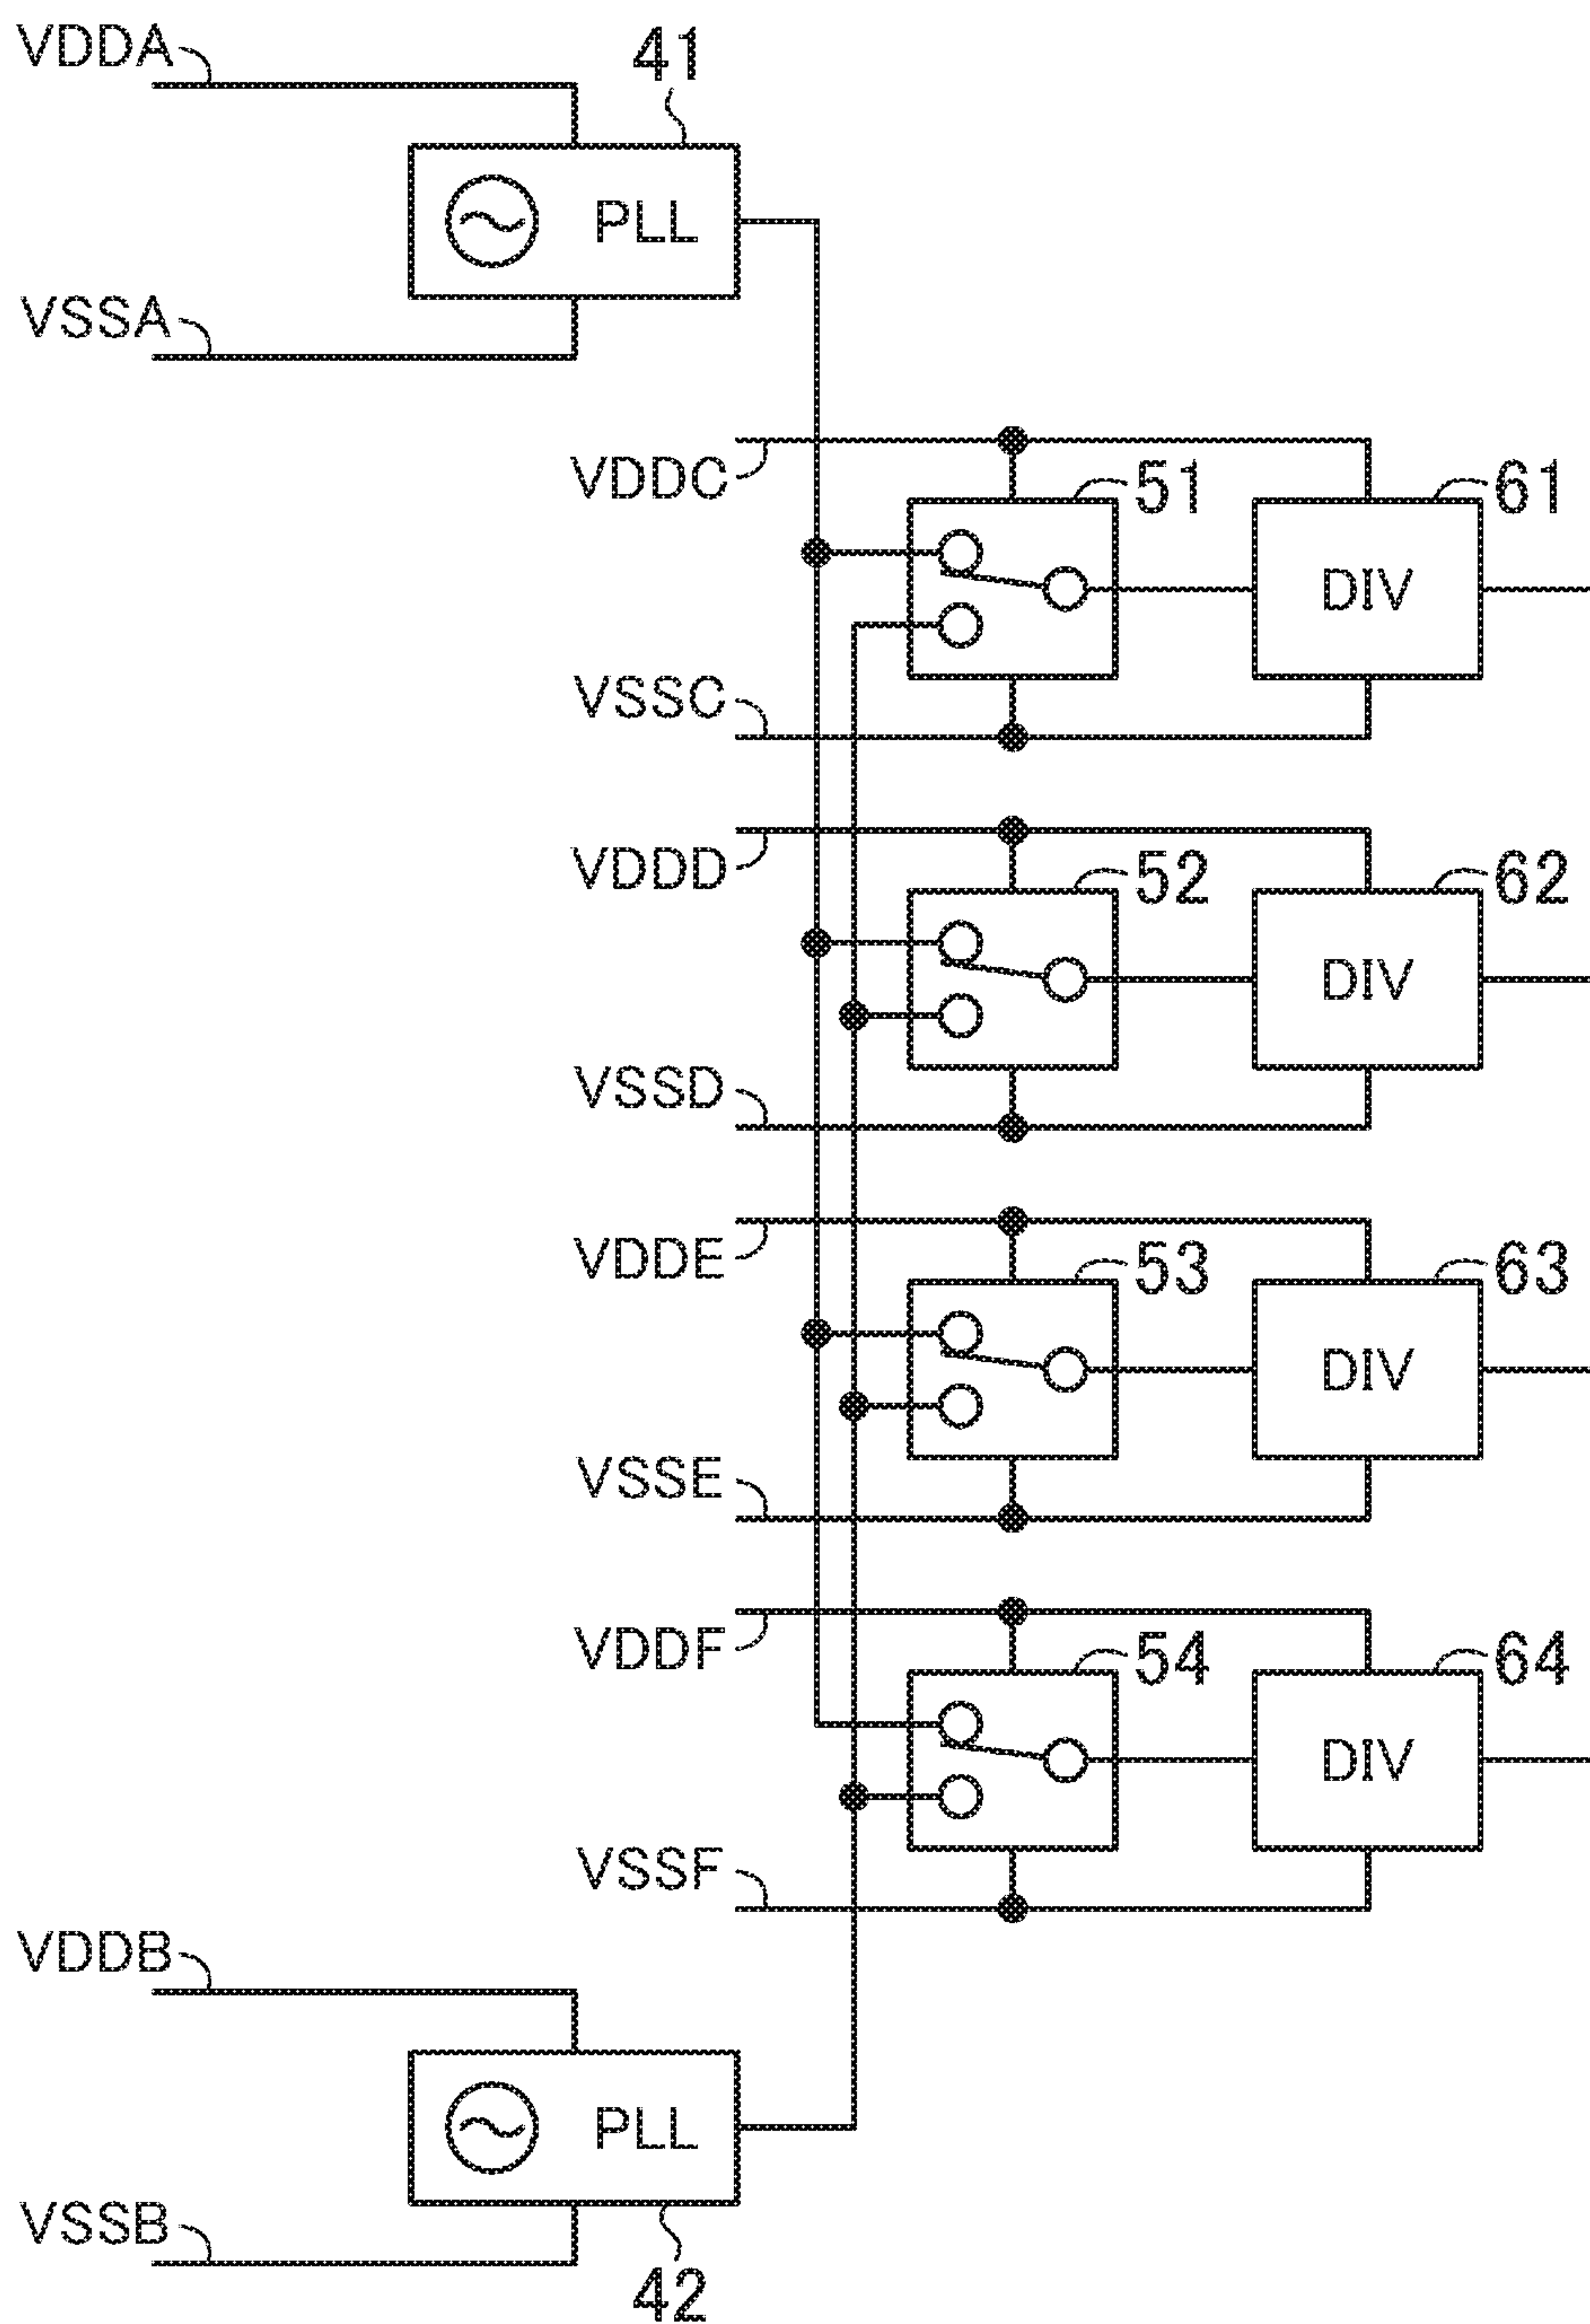 VDDA
41
PLL
VSSA
VDDC
51
61
DIV
VSSC
VDDD
52
62
DIV
VSSD
VDDE
53
63
DIV
VSSE
VDDF
54
64
DIV
VSSF
VDDB
PLL
VSSB
42